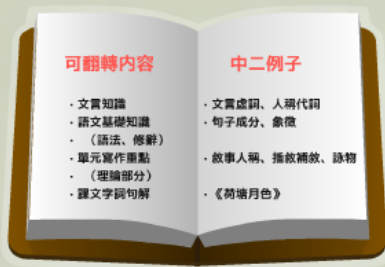 可翻轉內容
· 文言知識
· 語文基礎知識
· （語法、修辭）
· 單元寫作重點
· （理論部分）
· 課文字詞句解
中二例子
· 文言虛詞、人稱代詞
· 句子成分、象徵
· 敘事人稱、插敘補敘、詠物
· 《荷塘月色》